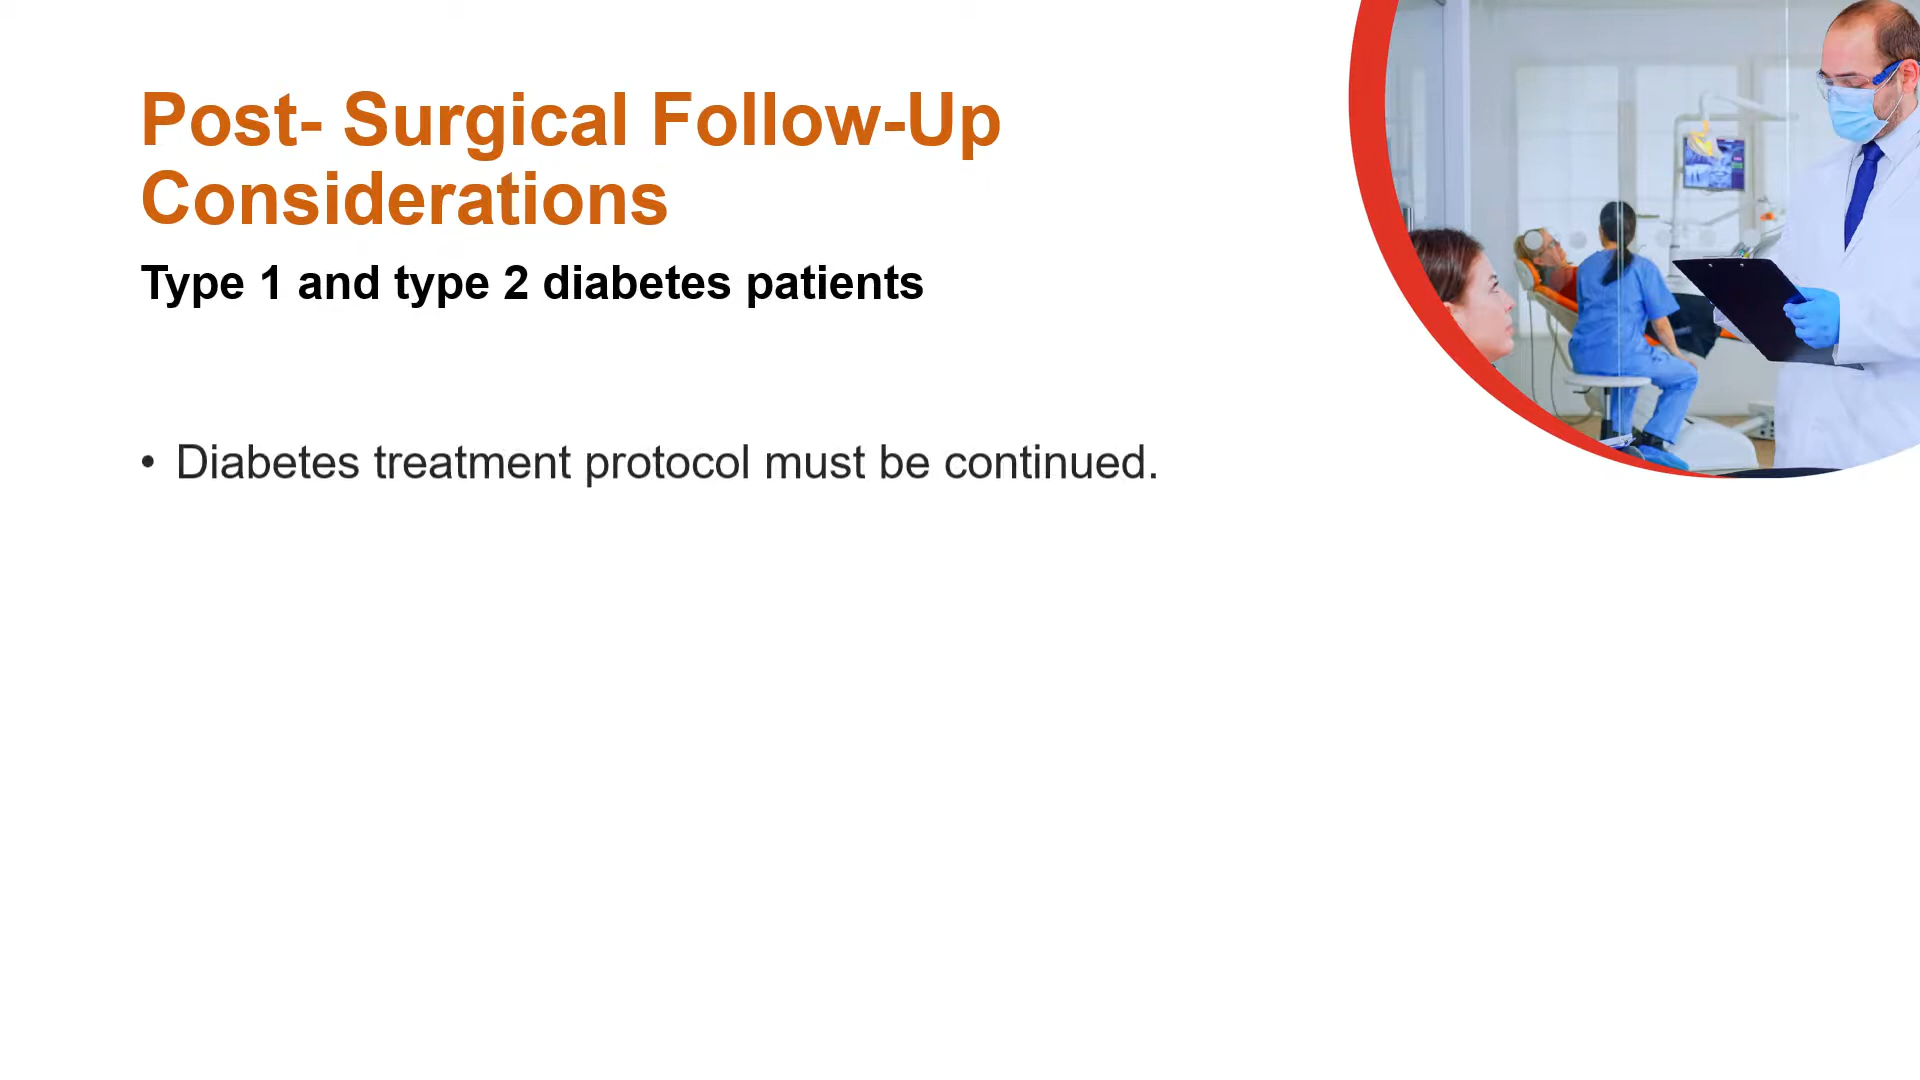 Post- Surgical Follow-Up
Considerations
Type 1 and type 2 diabetes patients
• Diabetes treatment protocol must be continued.